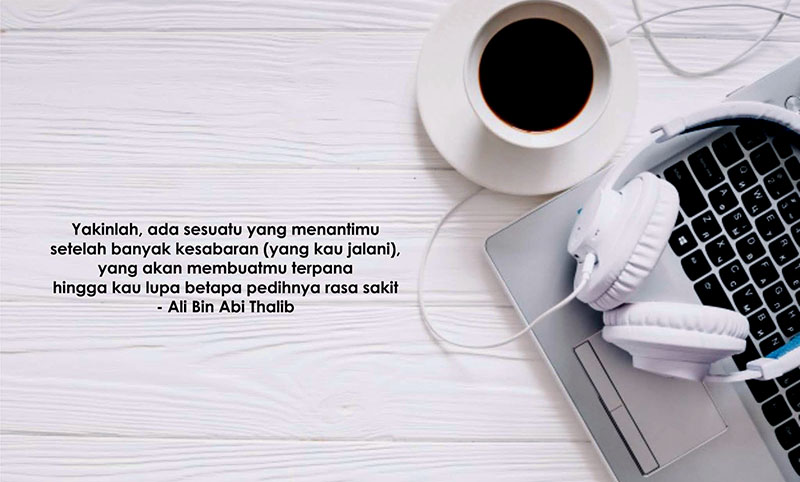 Yakinlah, ada sesuatu yang menantimu
setelah banyak kesabaran (yang kau jalani),
yang akan membuatmu terpana
hingga kau lupa betapa pedihnya rasa sakit
- Ali Bin Abi Thalib